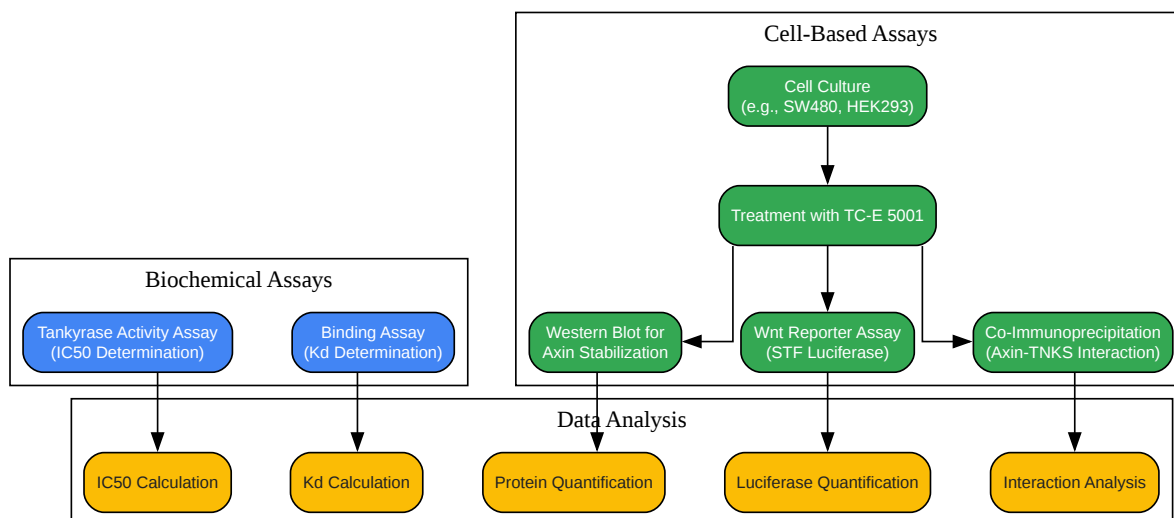 Cell-Based Assays
Cell Culture
(e.g., SW480, HEK293)
Treatment with TC-E 5001
Biochemical Assays
Tankyrase Activity Assay
(IC50 Determination)
Binding Assay
(Kd Determination)
Western Blot for
Axin Stabilization
Wnt Reporter Assay
(STF Luciferase)
Co-Immunoprecipitation
(Axin-TNKS Interaction)
Data Analysis
IC50 Calculation
Kd Calculation
Protein Quantification
Luciferase Quantification
Interaction Analysis